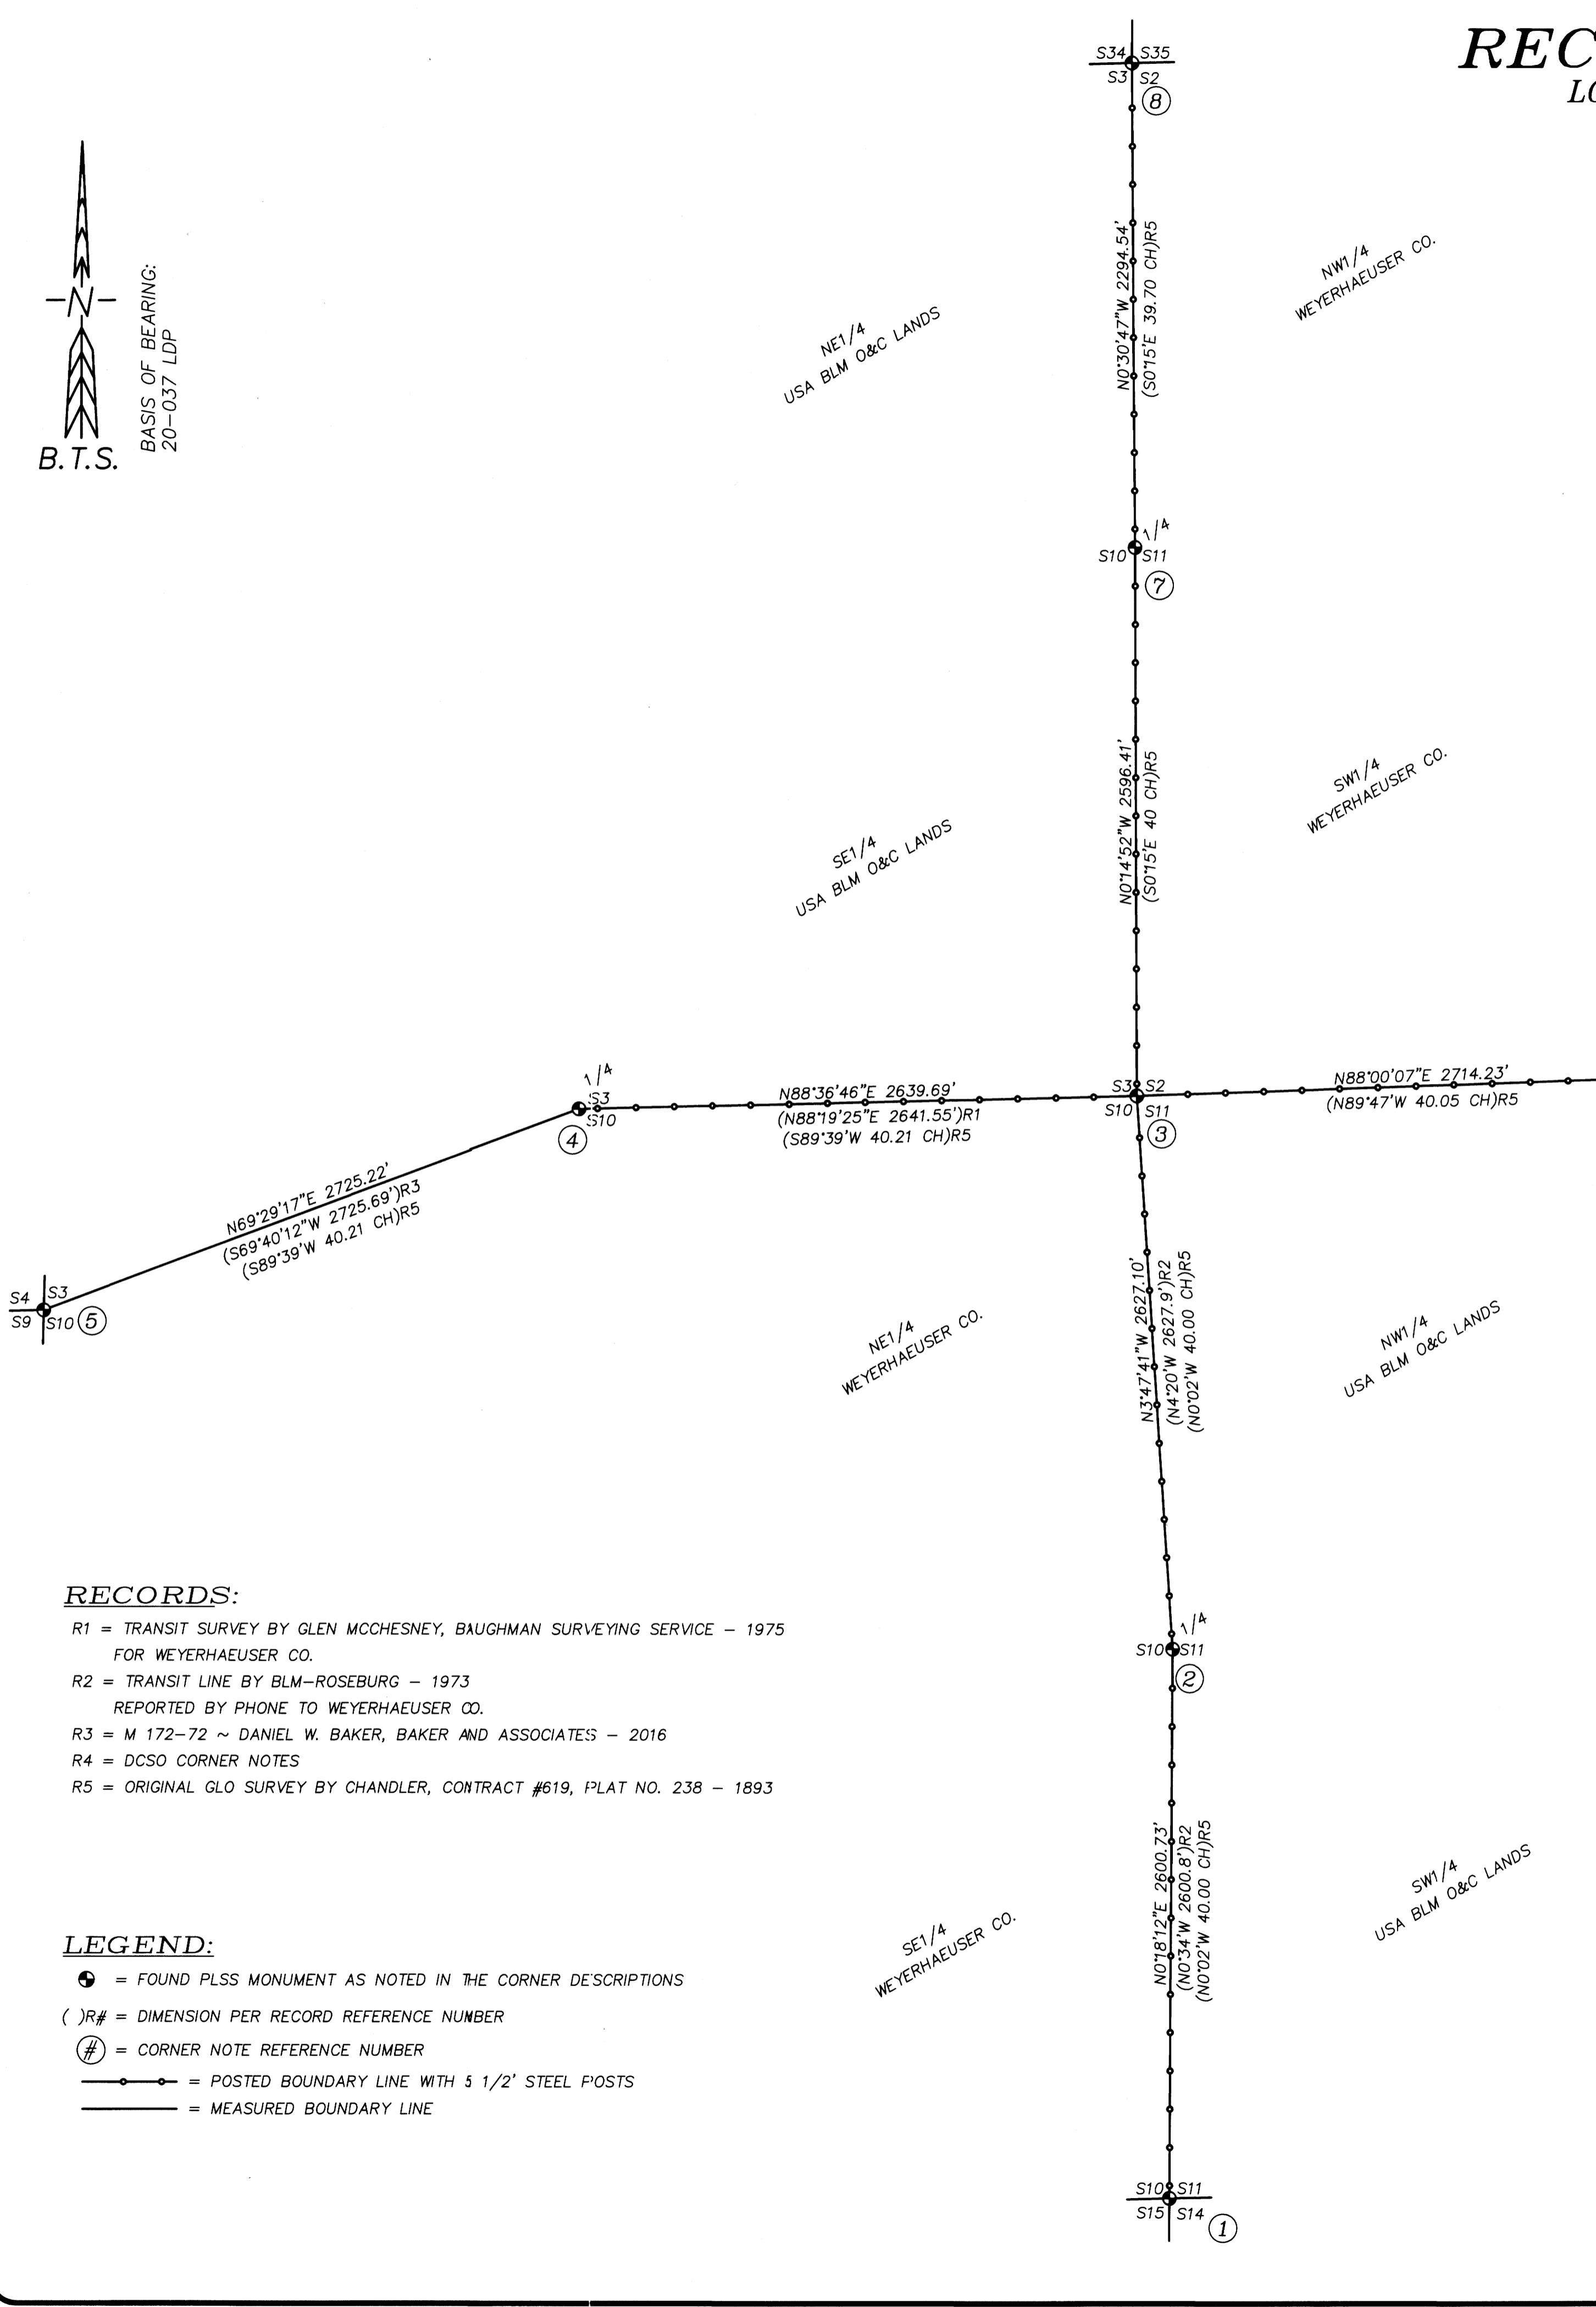 REC
LO
S34 S35
S3 S2
8
N
B.T.S.
BASIS OF BEARING:
20-037 LDP
N0°30'47"W 2294.54'
(S0°15'E 39.70 CH)R5
NW1/4
WEYERHAEUSER CO.
NE1/4
USA BLM O&C LANDS
1/4
S10 S11
7
N0°14'52"W 2596.41'
(S0°15'E 40 CH)R5
SW1/4
WEYERHAEUSER CO.
SE1/4
USA BLM O&C LANDS
1/4
S3
S10
4
N88°36'46"E 2639.69'
(N88°19'25"E 2641.55')R1
(S89°39'W 40.21 CH)R5
S3 S2
S10 S11
3
N88°00'07"E 2714.23'
(N89°47'W 40.05 CH)R5
N69°29'17"E 2725.22'
(S69°40'12"W 2725.69')R3
(S89°39'W 40.21 CH)R5
S4 S3
S9 S10
5
N3°47'41"W 2627.10'
(N4°20'W 2627.9')R2
(N0°02'W 40.00 CH)R5
NE1/4
WEYERHAEUSER CO.
NW1/4
USA BLM O&C LANDS
RECORDS:
R1 = TRANSIT SURVEY BY GLEN MCCHESNEY, BAUGHMAN SURVEYING SERVICE - 1975
FOR WEYERHAEUSER CO.
R2 = TRANSIT LINE BY BLM-ROSEBURG - 1973
REPORTED BY PHONE TO WEYERHAEUSER CO.
R3 = M 172-72 ~ DANIEL W. BAKER, BAKER AND ASSOCIATES - 2016
R4 = DCSO CORNER NOTES
R5 = ORIGINAL GLO SURVEY BY CHANDLER, CONTRACT #619, PLAT NO. 238 - 1893
1/4
S10 S11
2
N0°18'12"E 2600.73'
(N0°34'W 2600.8')R2
(N0°02'W 40.00 CH)R5
SW1/4
USA BLM O&C LANDS
SE1/4
WEYERHAEUSER CO.
LEGEND:
= FOUND PLSS MONUMENT AS NOTED IN THE CORNER DESCRIPTIONS
( )R# = DIMENSION PER RECORD REFERENCE NUMBER
# = CORNER NOTE REFERENCE NUMBER
= POSTED BOUNDARY LINE WITH 5 1/2' STEEL POSTS
= MEASURED BOUNDARY LINE
S10 S11
S15 S14
1